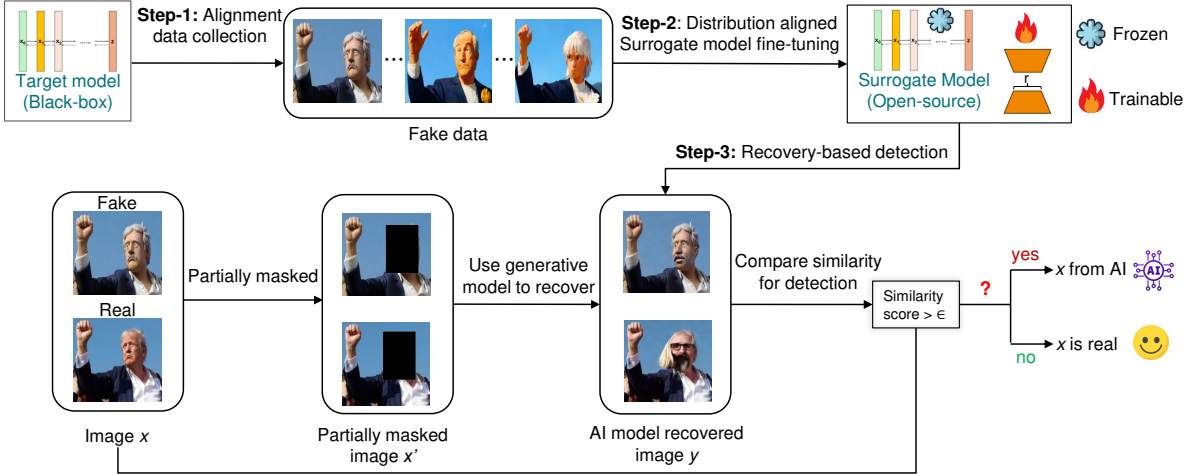 Step-1: Alignment
data collection
Step-2: Distribution aligned
Surrogate model fine-tuning
Target model
(Black-box)
Fake data
Surrogate Model
(Open-source)
r
Frozen
Trainable
Step-3: Recovery-based detection
Fake
Real
Image x
Partially masked
Partially masked
image x'
Use generative
model to recover
AI model recovered
image y
Compare similarity
for detection
Similarity
score > ∈
?
yes
x from AI
AI
no
x is real